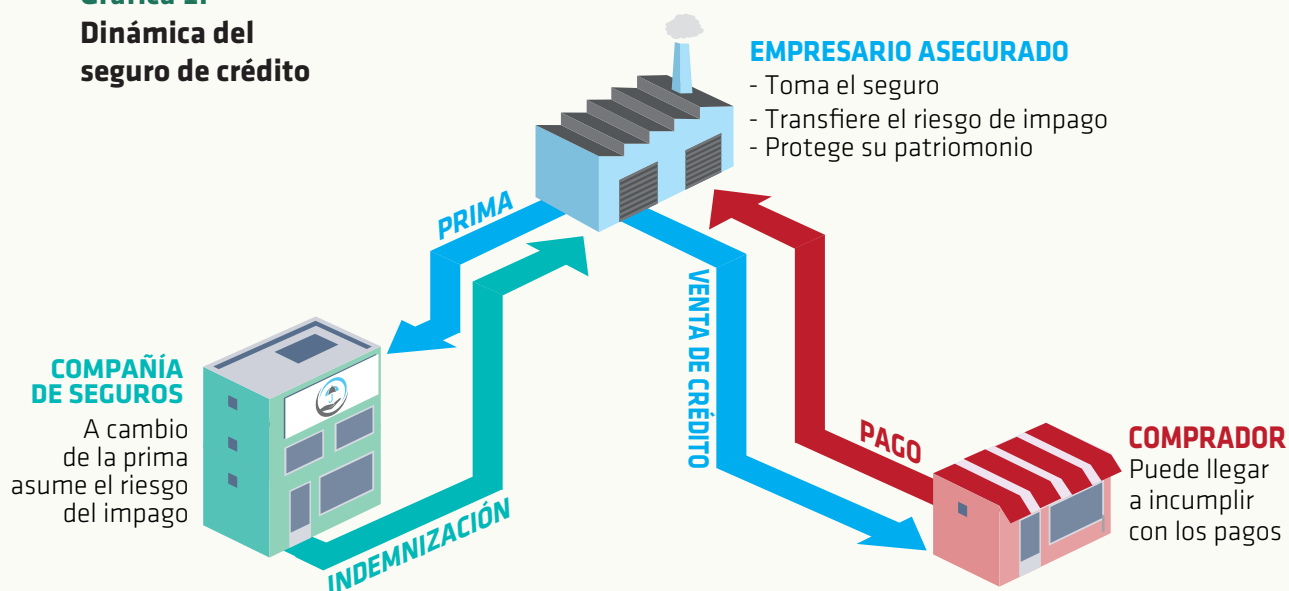 Dinámica del
seguro de crédito
EMPRESARIO ASEGURADO
- Toma el seguro
- Transfiere el riesgo de impago
- Protege su patriomonio
PRIMA
VENTA DE CRÉDITO
COMPAÑÍA
DE SEGUROS
A cambio
de la prima
asume el riesgo
del impago
INDEMNIZACIÓN
PAGO
COMPRADOR
Puede llegar
a incumplir
con los pagos